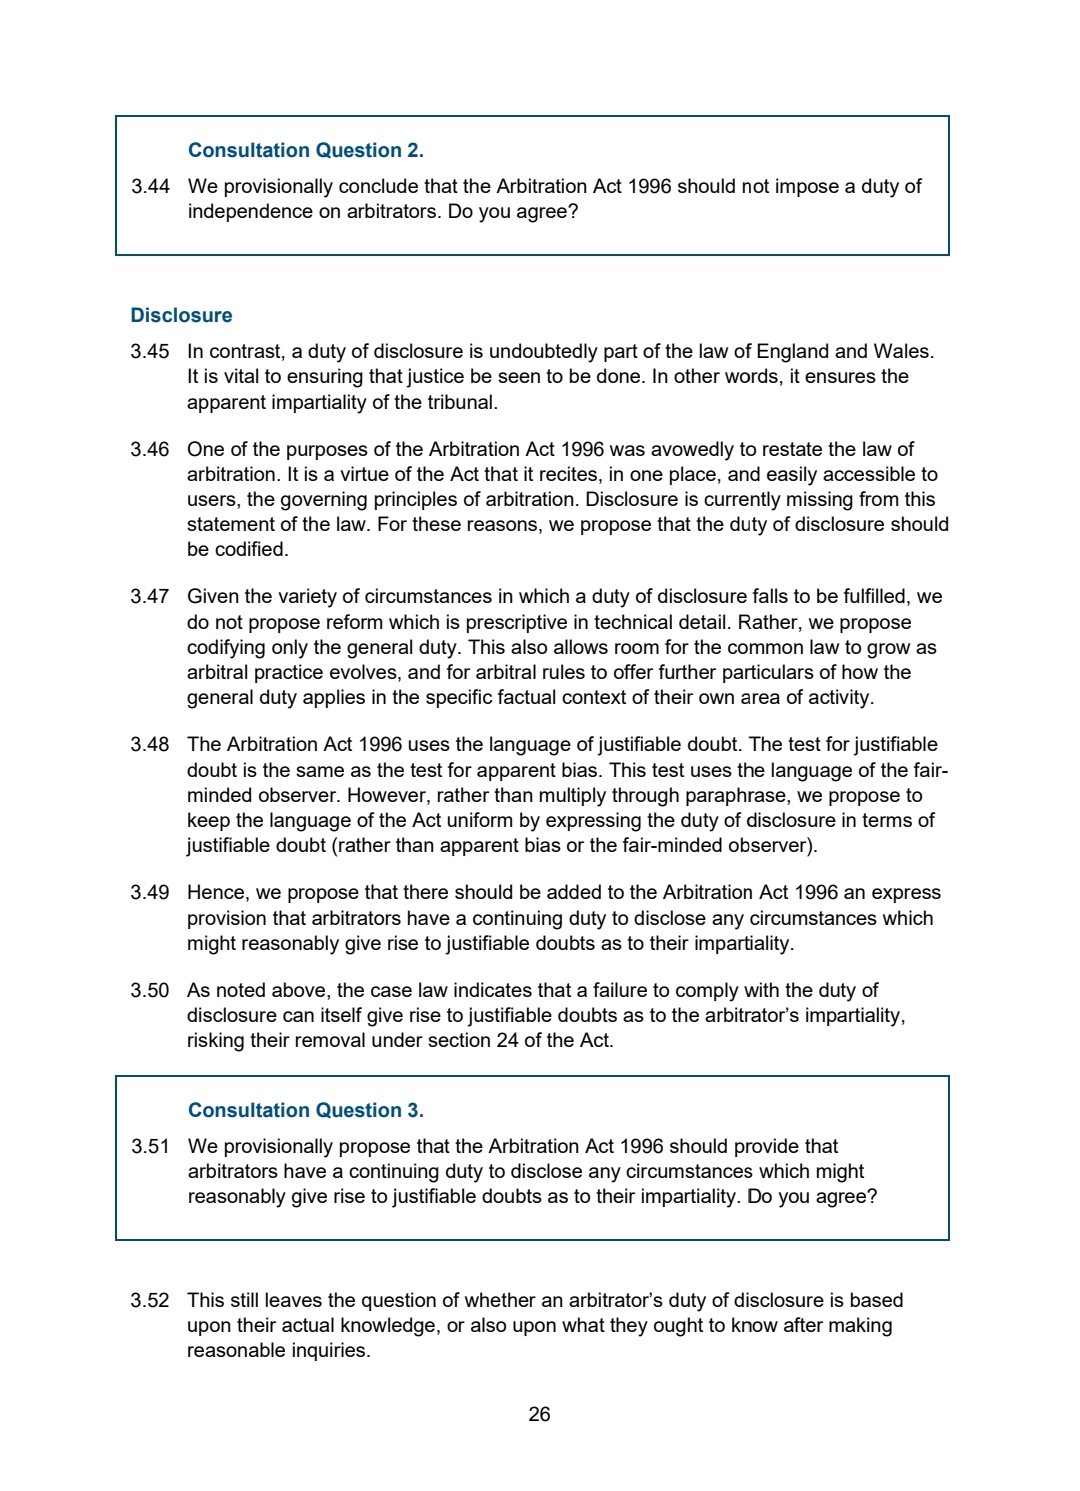 Consultation Question 2.
3.44 We provisionally conclude that the Arbitration Act 1996 should not impose a duty of
independence on arbitrators. Do you agree?
Disclosure
3.45 In contrast, a duty of disclosure is undoubtedly part of the law of England and Wales.
It is vital to ensuring that justice be seen to be done. In other words, it ensures the
apparent impartiality of the tribunal.
3.46 One of the purposes of the Arbitration Act 1996 was avowedly to restate the law of
arbitration. It is a virtue of the Act that it recites, in one place, and easily accessible to
users, the governing principles of arbitration. Disclosure is currently missing from this
statement of the law. For these reasons, we propose that the duty of disclosure should
be codified.
3.47 Given the variety of circumstances in which a duty of disclosure falls to be fulfilled, we
do not propose reform which is prescriptive in technical detail. Rather, we propose
codifying only the general duty. This also allows room for the common law to grow as
arbitral practice evolves, and for arbitral rules to offer further particulars of how the
general duty applies in the specific factual context of their own area of activity.
3.48 The Arbitration Act 1996 uses the language of justifiable doubt. The test for justifiable
doubt is the same as the test for apparent bias. This test uses the language of the fair-
minded observer. However, rather than multiply through paraphrase, we propose to
keep the language of the Act uniform by expressing the duty of disclosure in terms of
justifiable doubt (rather than apparent bias or the fair-minded observer).
3.49 Hence, we propose that there should be added to the Arbitration Act 1996 an express
provision that arbitrators have a continuing duty to disclose any circumstances which
might reasonably give rise to justifiable doubts as to their impartiality.
3.50 As noted above, the case law indicates that a failure to comply with the duty of
disclosure can itself give rise to justifiable doubts as to the arbitrator's impartiality,
risking their removal under section 24 of the Act.
Consultation Question 3.
3.51 We provisionally propose that the Arbitration Act 1996 should provide that
arbitrators have a continuing duty to disclose any circumstances which might
reasonably give rise to justifiable doubts as to their impartiality. Do you agree?
3.52 This still leaves the question of whether an arbitrator's duty of disclosure is based
upon their actual knowledge, or also upon what they ought to know after making
reasonable inquiries.
26